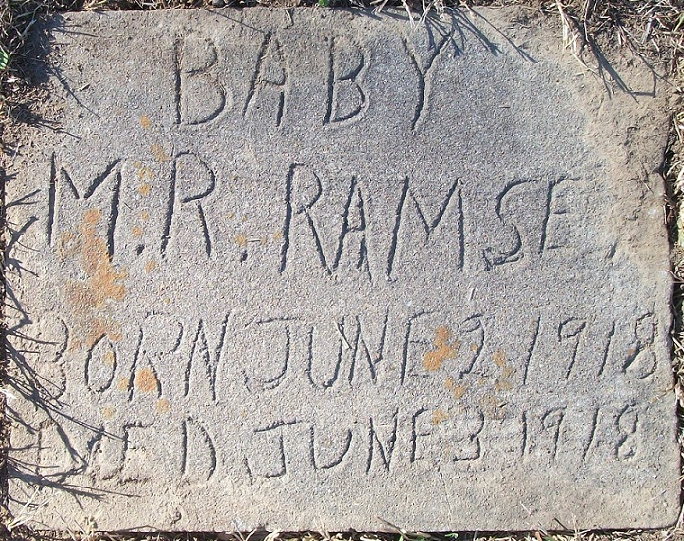 BABY
M.R. RAMSE
BORN JUNE 2 1918
DIED JUNE 3 1918